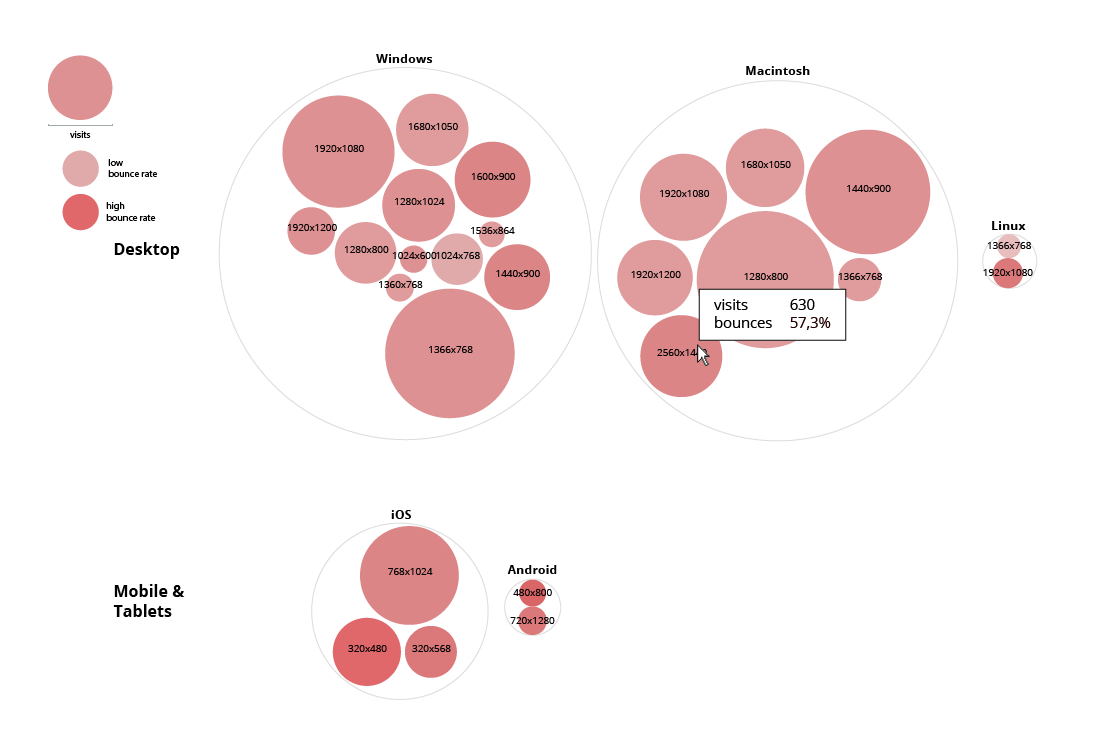 visits
low
bounce rate
high
bounce rate
Desktop
Windows
1920x1080
1680x1050
1600x900
1280x1024
1920x1200
1536x864
1280x800
1024x600
1024x768
1360x768
1440x900
1366x768
Macintosh
1680x1050
1440x900
1920x1080
1920x1200
1280x800
1366x768
visits 630
bounces 57,3%
Linux
1366x768
1920x1080
Mobile &
Tablets
iOS
768x1024
320x480
320x568
Android
480x800
720x1280